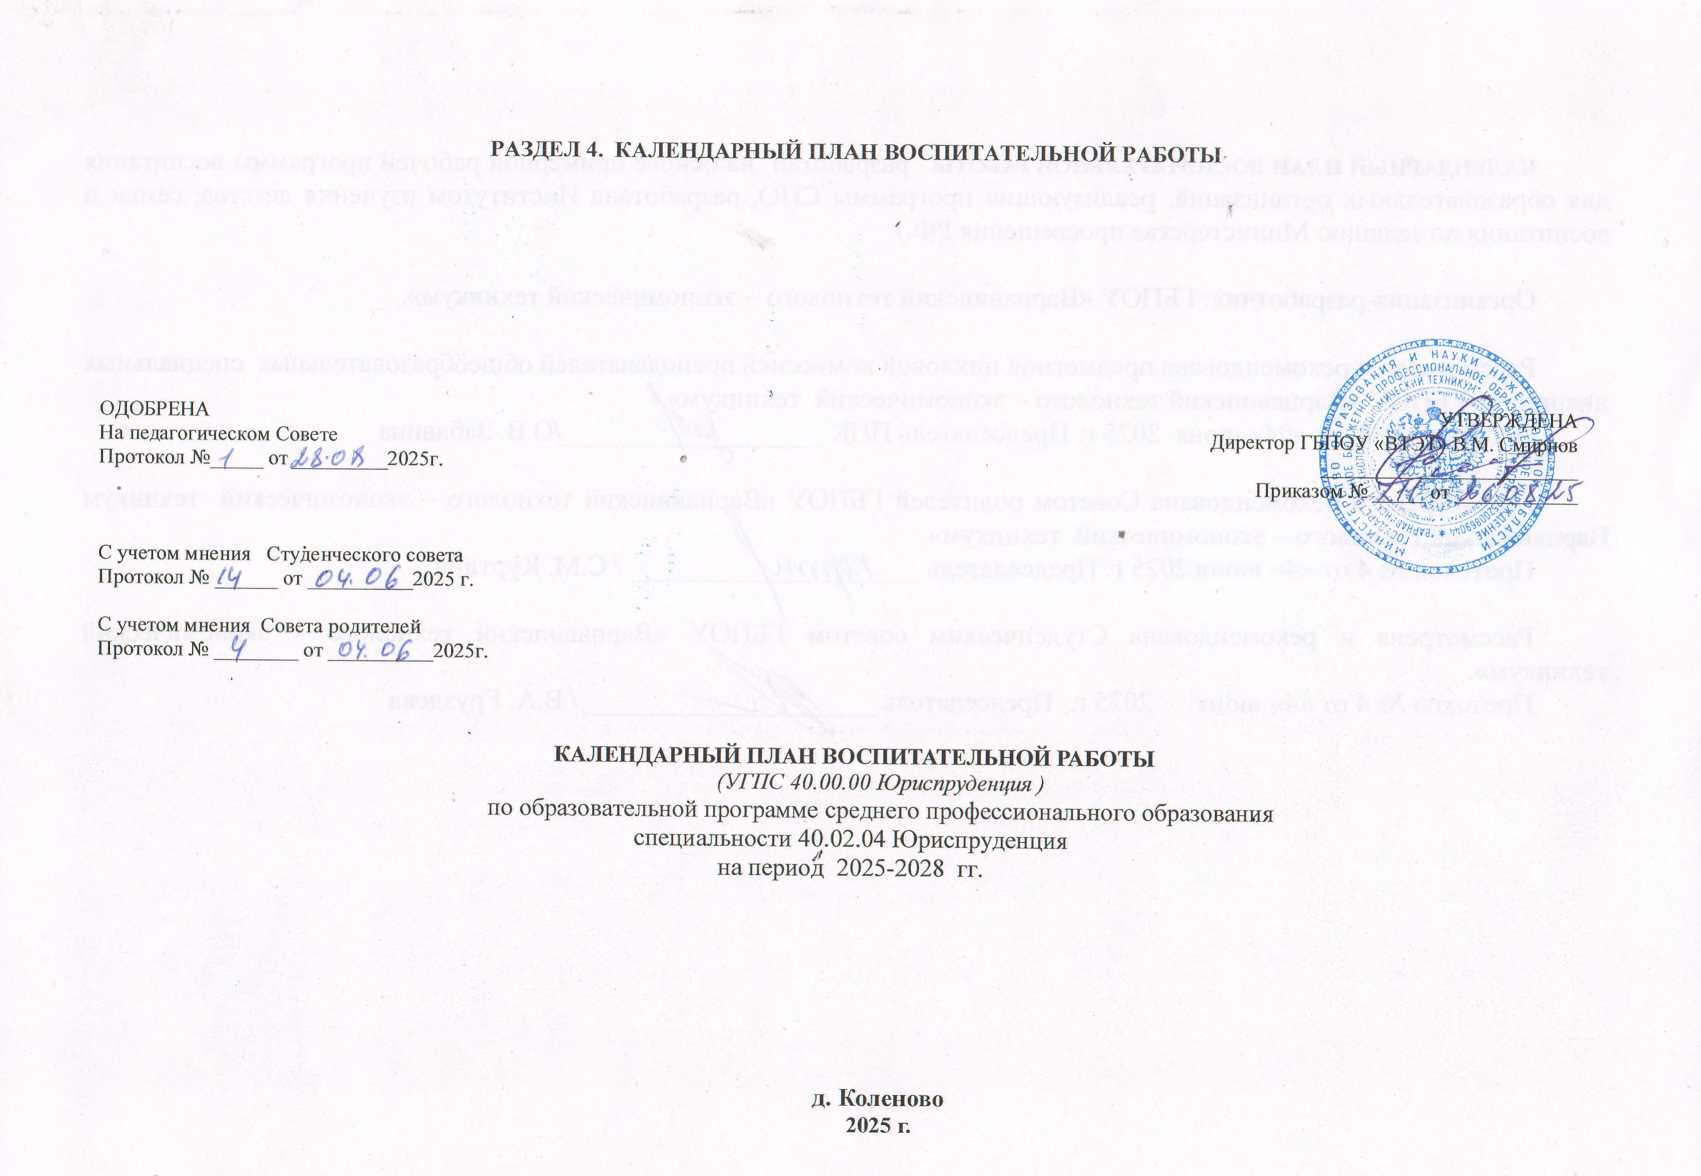 РАЗДЕЛ 4. КАЛЕНДАРНЫЙ ПЛАН ВОСПИТАТЕЛЬНОЙ РАБОТЫ
ОДОБРЕНА
На педагогическом Совете
Протокол № 1 от 28.08 2025г.
УТВЕРЖДЕНА
Директор ГБПОУ «ВТЭТ» В.М. Смирнов
Приказом № от
С учетом мнения Студенческого совета
Протокол № 14 от 04.06 2025 г.
С учетом мнения Совета родителей
Протокол № 4 от 04.06 2025г.
КАЛЕНДАРНЫЙ ПЛАН ВОСПИТАТЕЛЬНОЙ РАБОТЫ
(УГПС 40.00.00 Юриспруденция )
по образовательной программе среднего профессионального образования
специальности 40.02.04 Юриспруденция
на период 2025-2028 гг.
д. Коленово
2025 г.